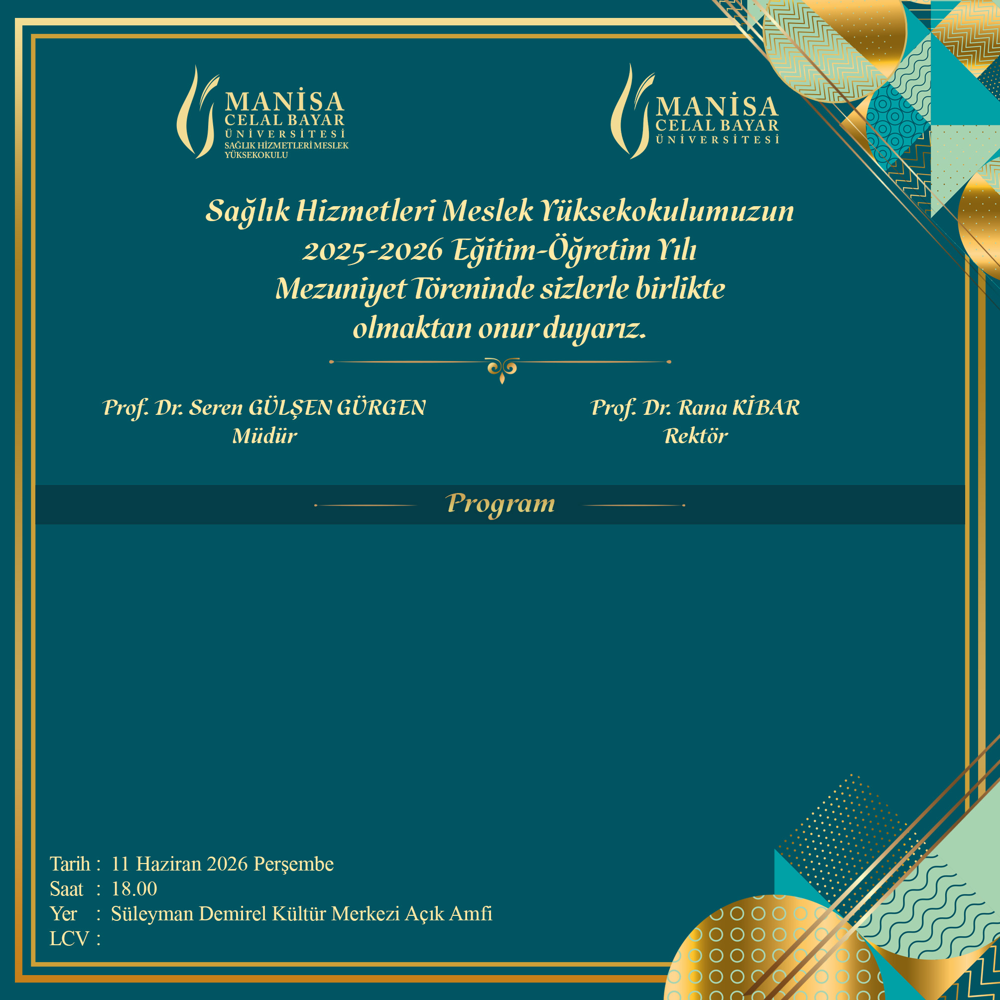 MANİSA
CELAL BAYAR
ÜNİVERSİTESİ
SAĞLIK HİZMETLERİ MESLEK
YÜKSEKOKULU
MANİSA
CELAL BAYAR
ÜNİVERSİTESİ
Sağlık Hizmetleri Meslek Yüksekokulumuzun
2025-2026 Eğitim-Öğretim Yılı
Mezuniyet Töreninde sizlerle birlikte
olmaktan onur duyarız.
Prof. Dr. Seren GÜLŞEN GÜRGEN
Müdür
Prof. Dr. Rana KİBAR
Rektör
Program
Tarih : 11 Haziran 2026 Perşembe
Saat : 18.00
Yer : Süleyman Demirel Kültür Merkezi Açık Amfi
LCV :